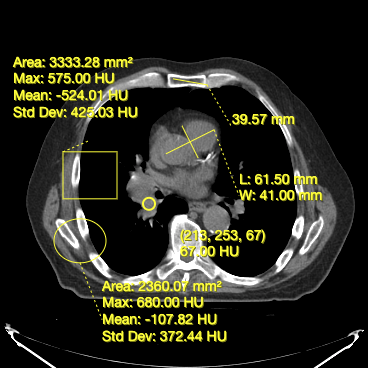 Area: 3333.28 mm²
Max: 575.00 HU
Mean: -524.01 HU
Std Dev: 425.03 HU
39.57 mm
L: 61.50 mm
W: 41.00 mm
(213, 253, 67)
67.00 HU
Area: 2360.07 mm²
Max: 680.00 HU
Mean: -107.82 HU
Std Dev: 372.44 HU